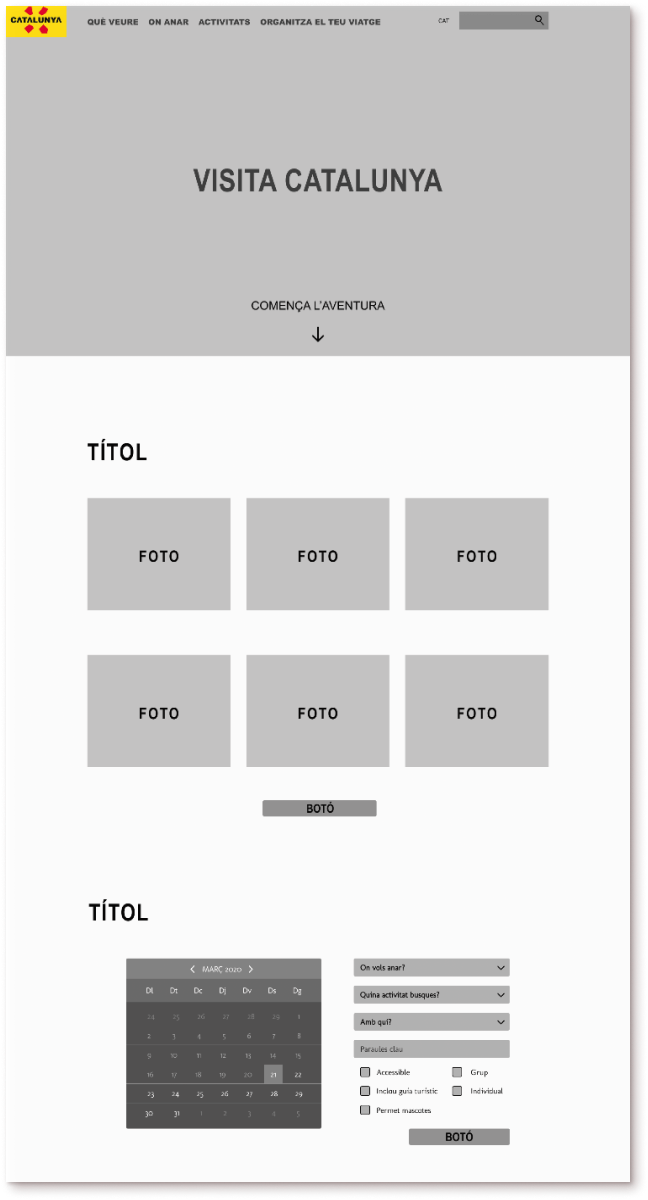 CATALUNYA
QUÈ VEURE ON ANAR ACTIVITATS ORGANITZA EL TEU VIATGE CAT
VISITA CATALUNYA
COMENÇA L'AVENTURA
TÍTOL
FOTO FOTO FOTO
FOTO FOTO FOTO
BOTÓ
TÍTOL
MARÇ 2020
Dl Dt Dc Dj Dv Ds Dg
24 25 26 27 28 29 1
2 3 4 5 6 7 8
9 10 11 12 13 14 15
16 17 18 19 20 21 22
23 24 25 26 27 28 29
30 31 1 2 3 4 5
On vols anar?
Quina activitat busques?
Amb qui?
Paraules clau
Accessible Grup
Inclau guía turístic Individual
Permet mascotes
BOTÓ